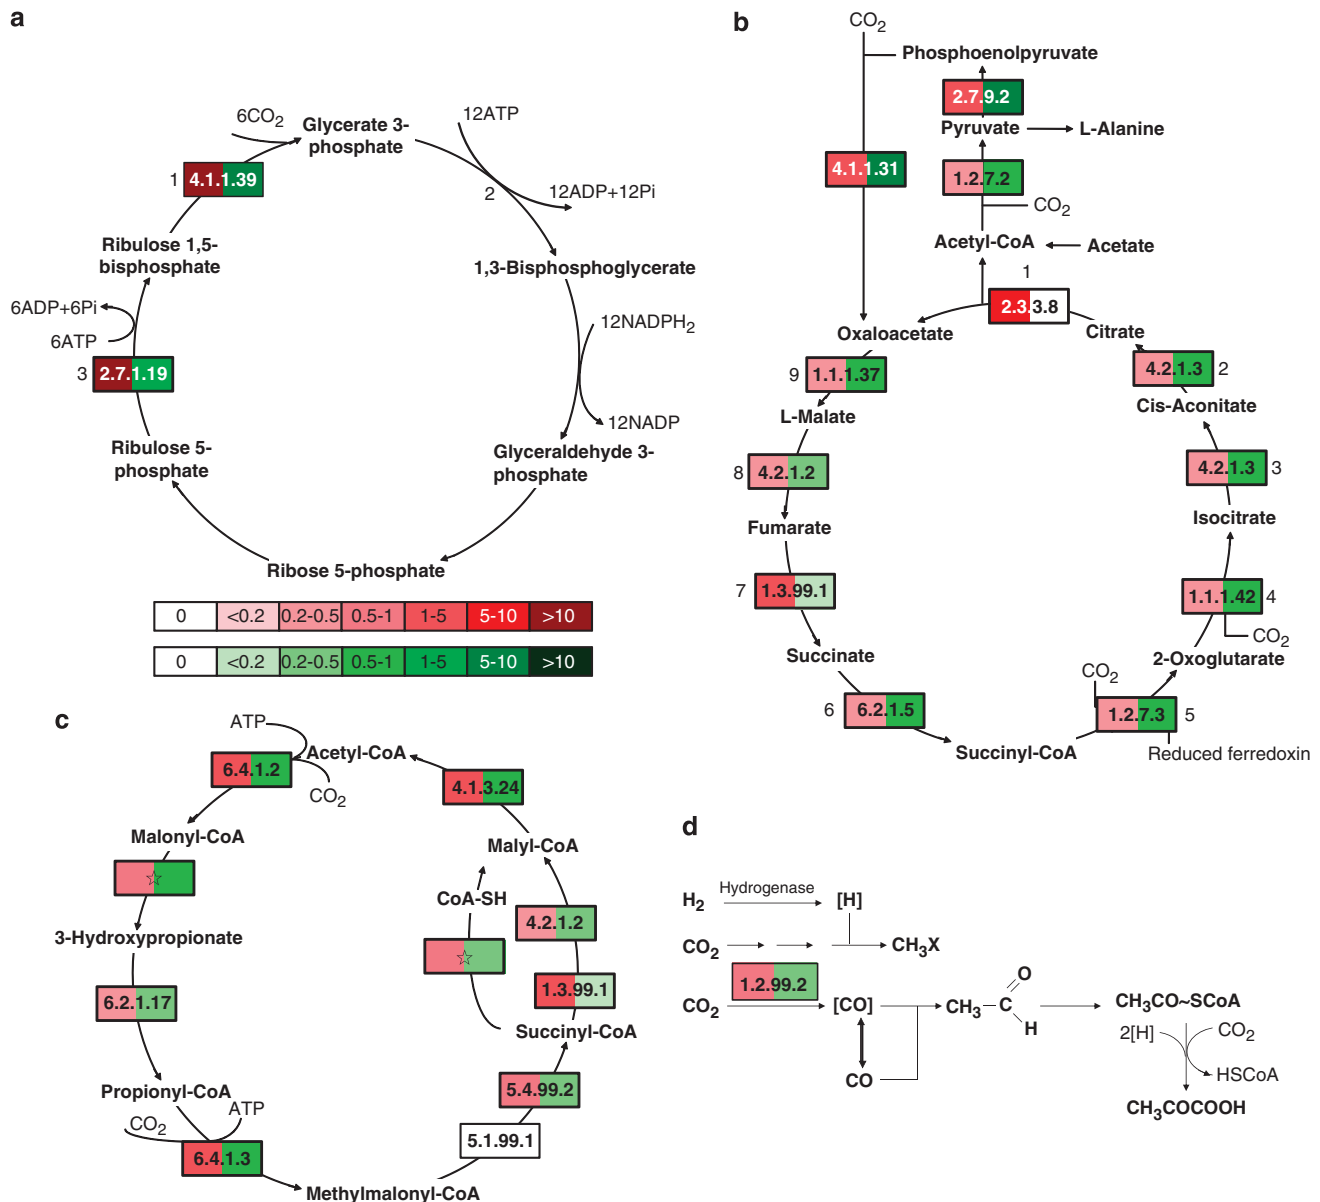 a
6CO2
Glycerate 3-
phosphate
12ATP
1 4.1.1.39
2
12ADP+12Pi
Ribulose 1,5-
bisphosphate
1,3-Bisphosphoglycerate
6ADP+6Pi
6ATP
12NADPH2
3 2.7.1.19
12NADP
Ribulose 5-
phosphate
Glyceraldehyde 3-
phosphate
Ribose 5-phosphate
0 <0.2 0.2-0.5 0.5-1 1-5 5-10 >10
0 <0.2 0.2-0.5 0.5-1 1-5 5-10 >10
b
CO2
Phosphoenolpyruvate
2.7.9.2
Pyruvate
L-Alanine
4.1.1.31
1.2.7.2
CO2
Acetyl-CoA
Acetate
1
2.3.3.8
Oxaloacetate
Citrate
9 1.1.1.37
4.2.1.3 2
L-Malate
Cis-Aconitate
8 4.2.1.2
4.2.1.3 3
Fumarate
Isocitrate
7 1.3.99.1
1.1.1.42 4
CO2
Succinate
2-Oxoglutarate
CO2
6 6.2.1.5
1.2.7.3 5
Succinyl-CoA
Reduced ferredoxin
c
ATP
Acetyl-CoA
6.4.1.2
CO2
4.1.3.24
Malonyl-CoA
Malyl-CoA
☆
CoA-SH
4.2.1.2
3-Hydroxypropionate
☆
6.2.1.17
1.3.99.1
Succinyl-CoA
Propionyl-CoA
5.4.99.2
CO2
ATP
5.1.99.1
6.4.1.3
Methylmalonyl-CoA
d
H2
Hydrogenase
[H]
CO2
CH3X
1.2.99.2
CO2
[CO]
CH3
C
O
H
CH3CO~SCoA
2[H]
CO2
CO
HSCoA
CH3COCOOH